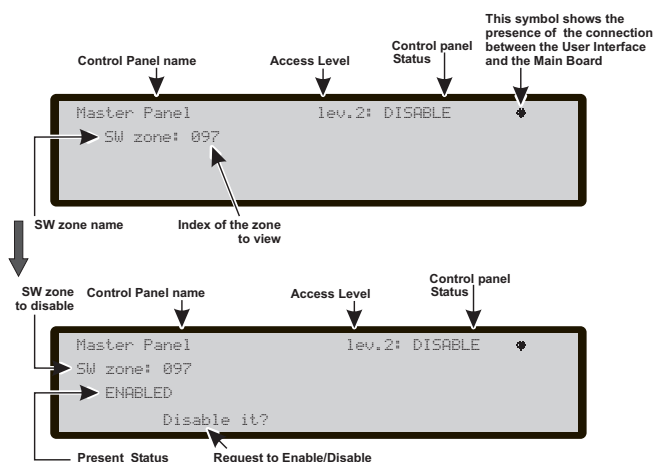 This symbol shows the
presence of the connection
between the User Interface
and the Main Board
Control Panel name
Access Level
Control panel
Status
Master Panel lev.2: DISABLE
SW zone: 097
SW zone name
Index of the zone
to view
SW zone
to disable
Control Panel name
Access Level
Control panel
Status
Master Panel lev.2: DISABLE
SW zone: 097
ENABLED
Disable it?
Present Status
Request to Enable/Disable